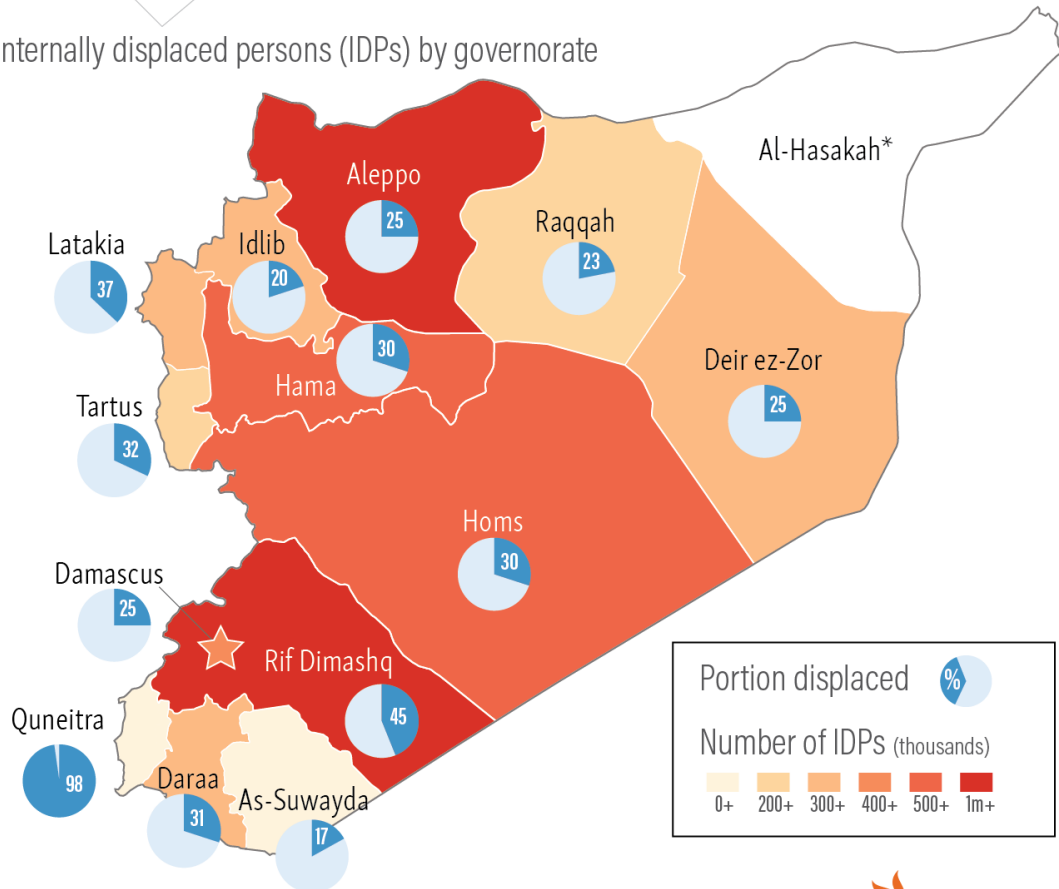 nternally displaced persons (IDPs) by governorate
Al-Hasakah*
Aleppo
25
Raqqah
23
Latakia
37
Idlib
20
Hama
30
Deir ez-Zor
25
Tartus
32
Homs
30
Damascus
25
Rif Dimashq
45
Quneitra
98
Daraa
31
As-Suwayda
17
Portion displaced %
Number of IDPs (thousands)
0+ 200+ 300+ 400+ 500+ 1m+